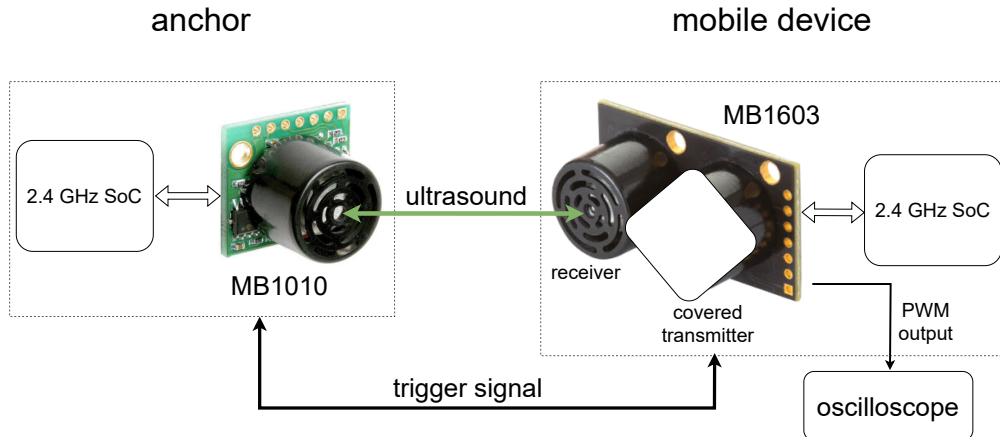 anchor
mobile device
MB1603
2.4 GHz SoC
ultrasound
2.4 GHz SoC
receiver
MB1010
covered
transmitter
PWM
output
trigger signal
oscilloscope